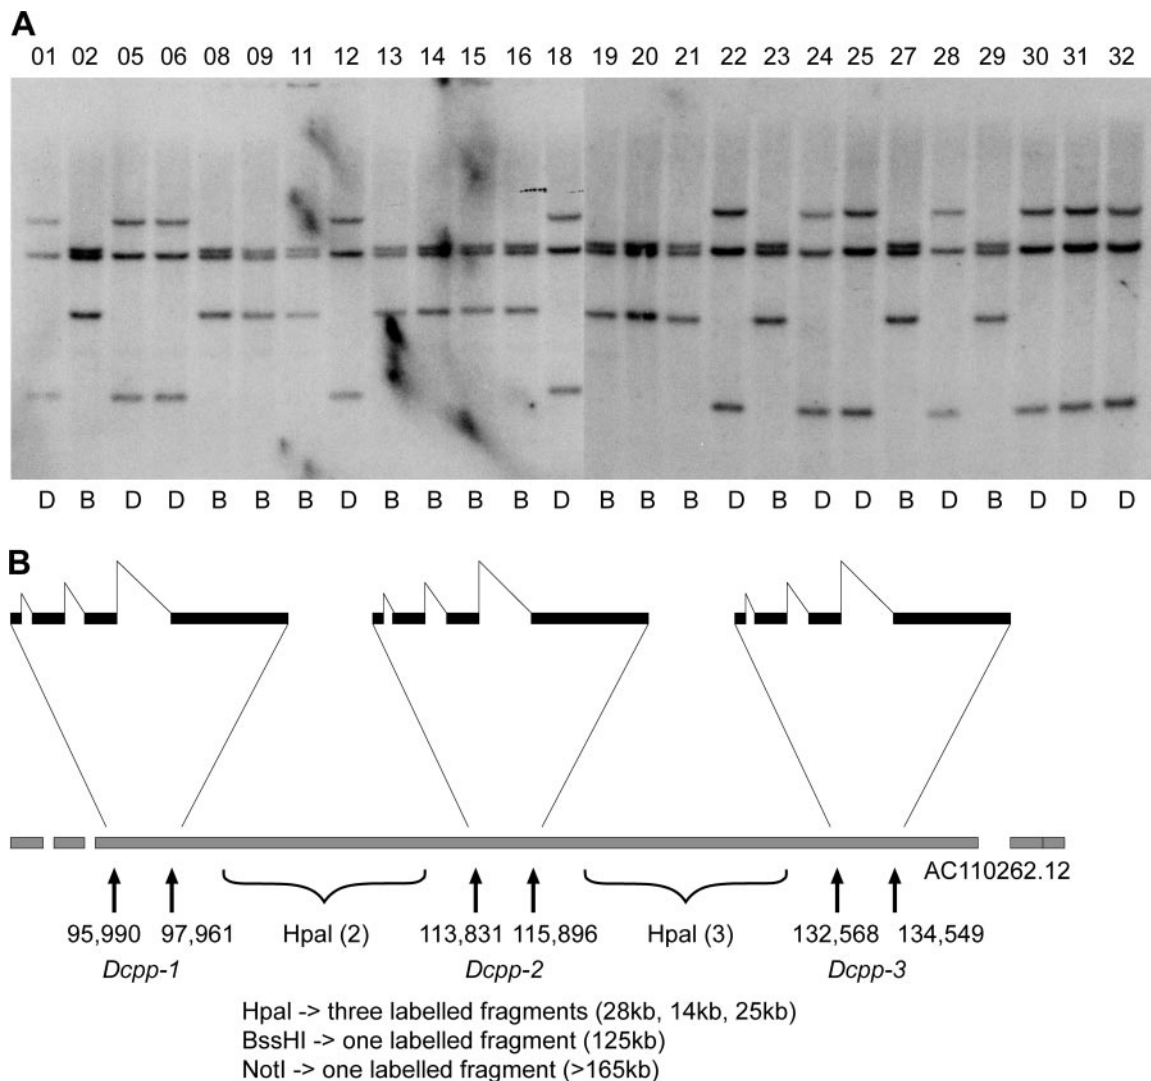 A
01 02 05 06 08 09 11 12 13 14 15 16 18 19 20 21 22 23 24 25 27 28 29 30 31 32
D B D D B B B D B B B B D B B B D B D D B D B D D D
B
AC110262.12
95,990 97,961 HpaI (2) 113,831 115,896 HpaI (3) 132,568 134,549
Dcpp-1 Dcpp-2 Dcpp-3
HpaI -> three labelled fragments (28kb, 14kb, 25kb)
BssHI -> one labelled fragment (125kb)
NotI -> one labelled fragment (>165kb)